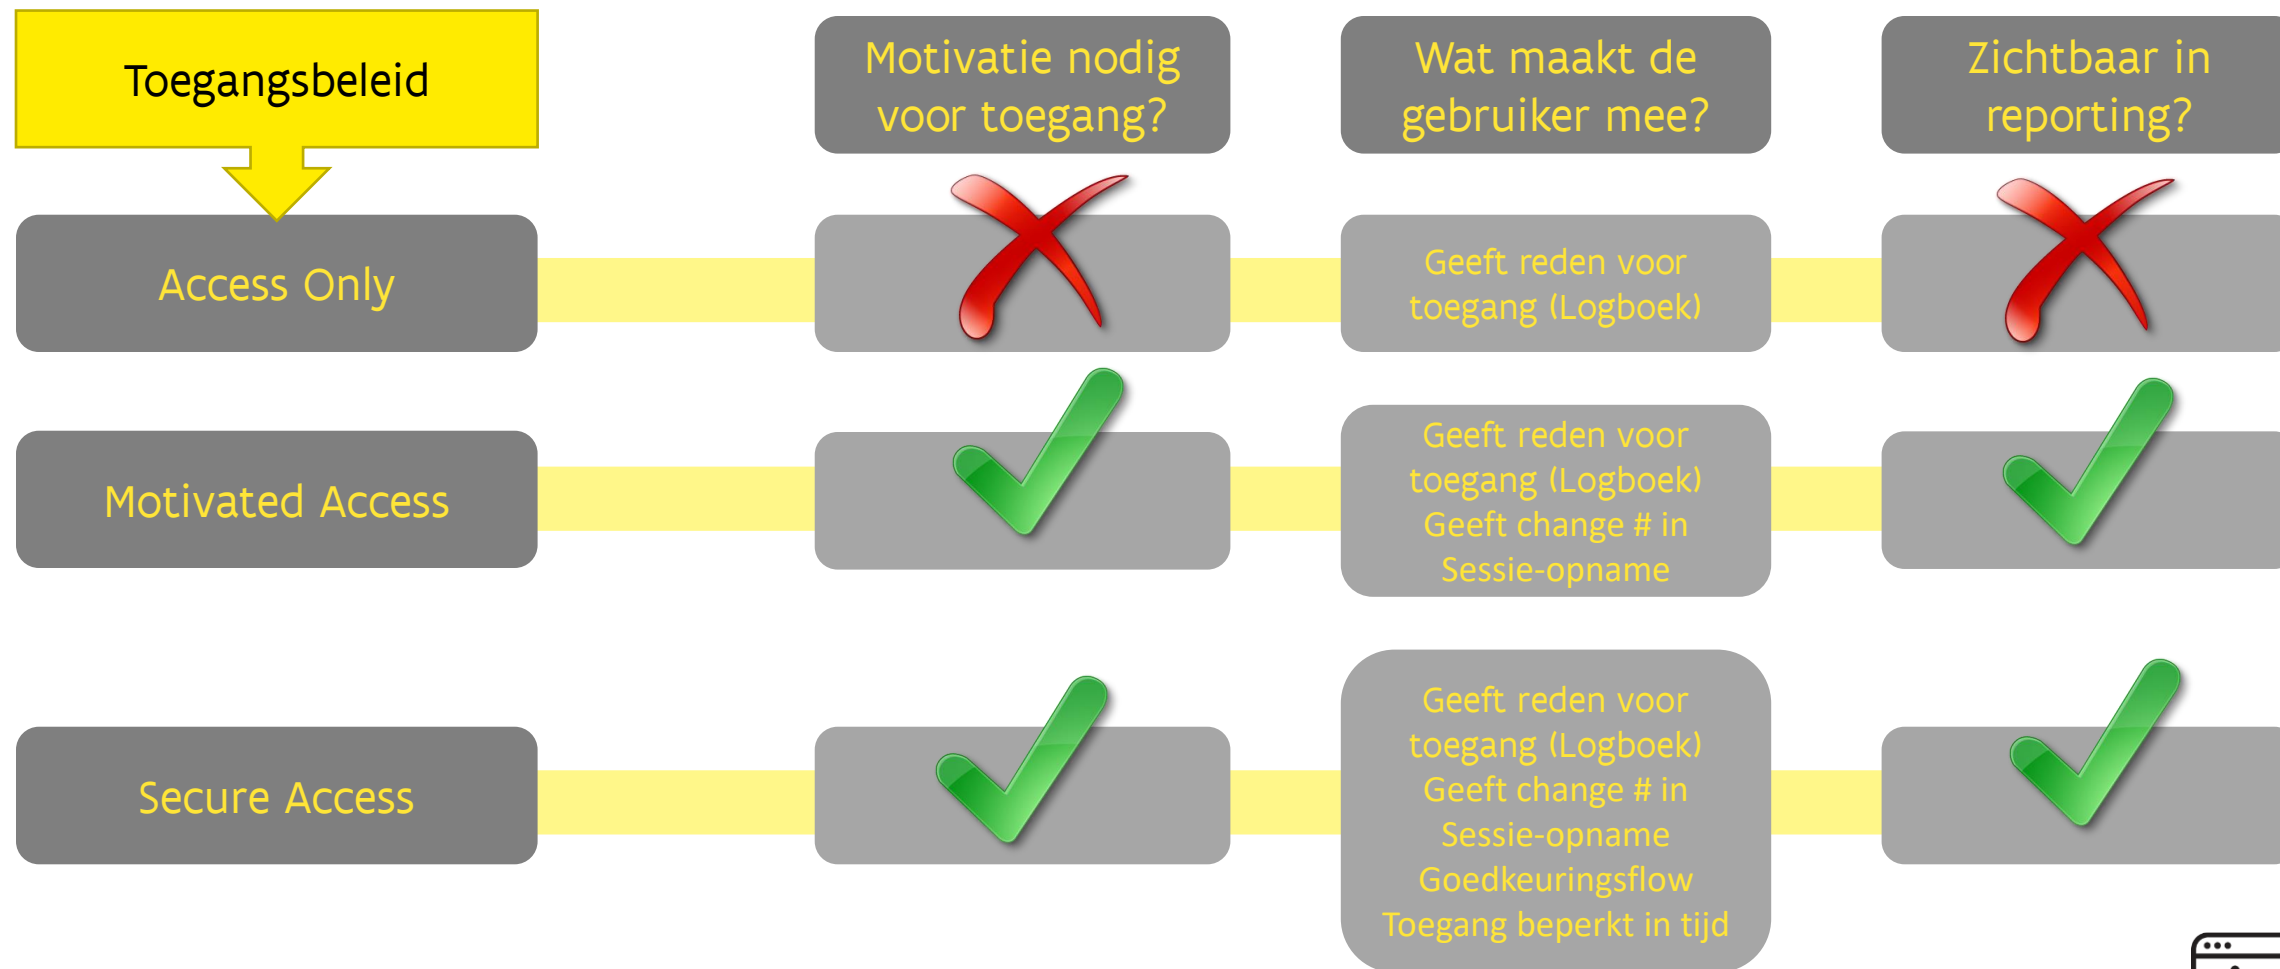 Toegangsbeleid
Motivatie nodig
voor toegang?
Wat maakt de
gebruiker mee?
Zichtbaar in
reporting?
Access Only
Geeft reden voor
toegang (Logboek)
Motivated Access
Geeft reden voor
toegang (Logboek)
Geeft change # in
Sessie-opname
Secure Access
Geeft reden voor
toegang (Logboek)
Geeft change # in
Sessie-opname
Goedkeuringsflow
Toegang beperkt in tijd